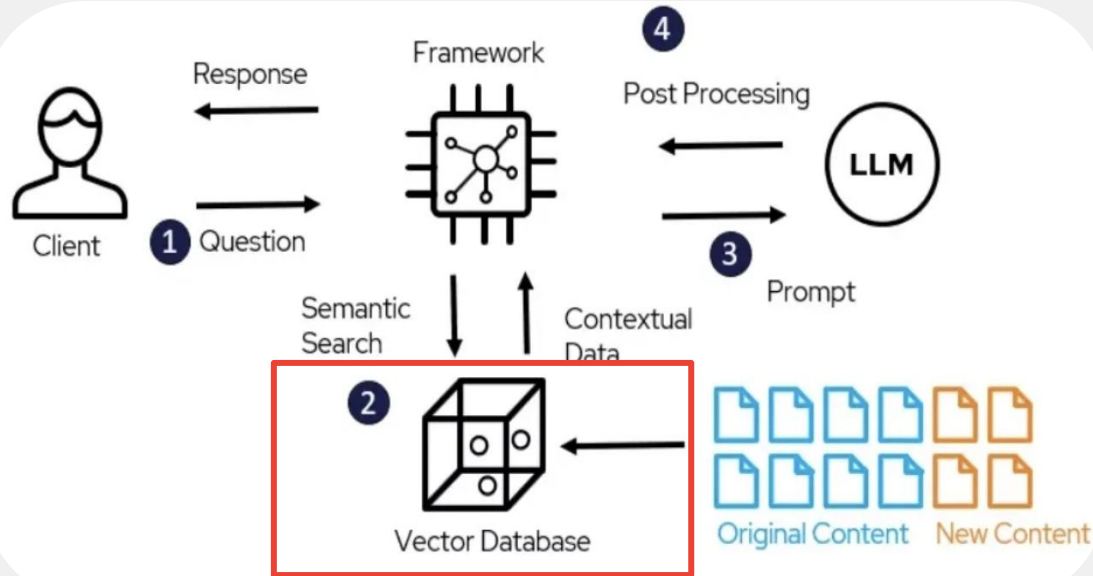 4
Framework
Response
Post Processing
LLM
Client
1 Question
3
Prompt
Semantic
Search
Contextual
Data
2
Vector Database
Original Content New Content